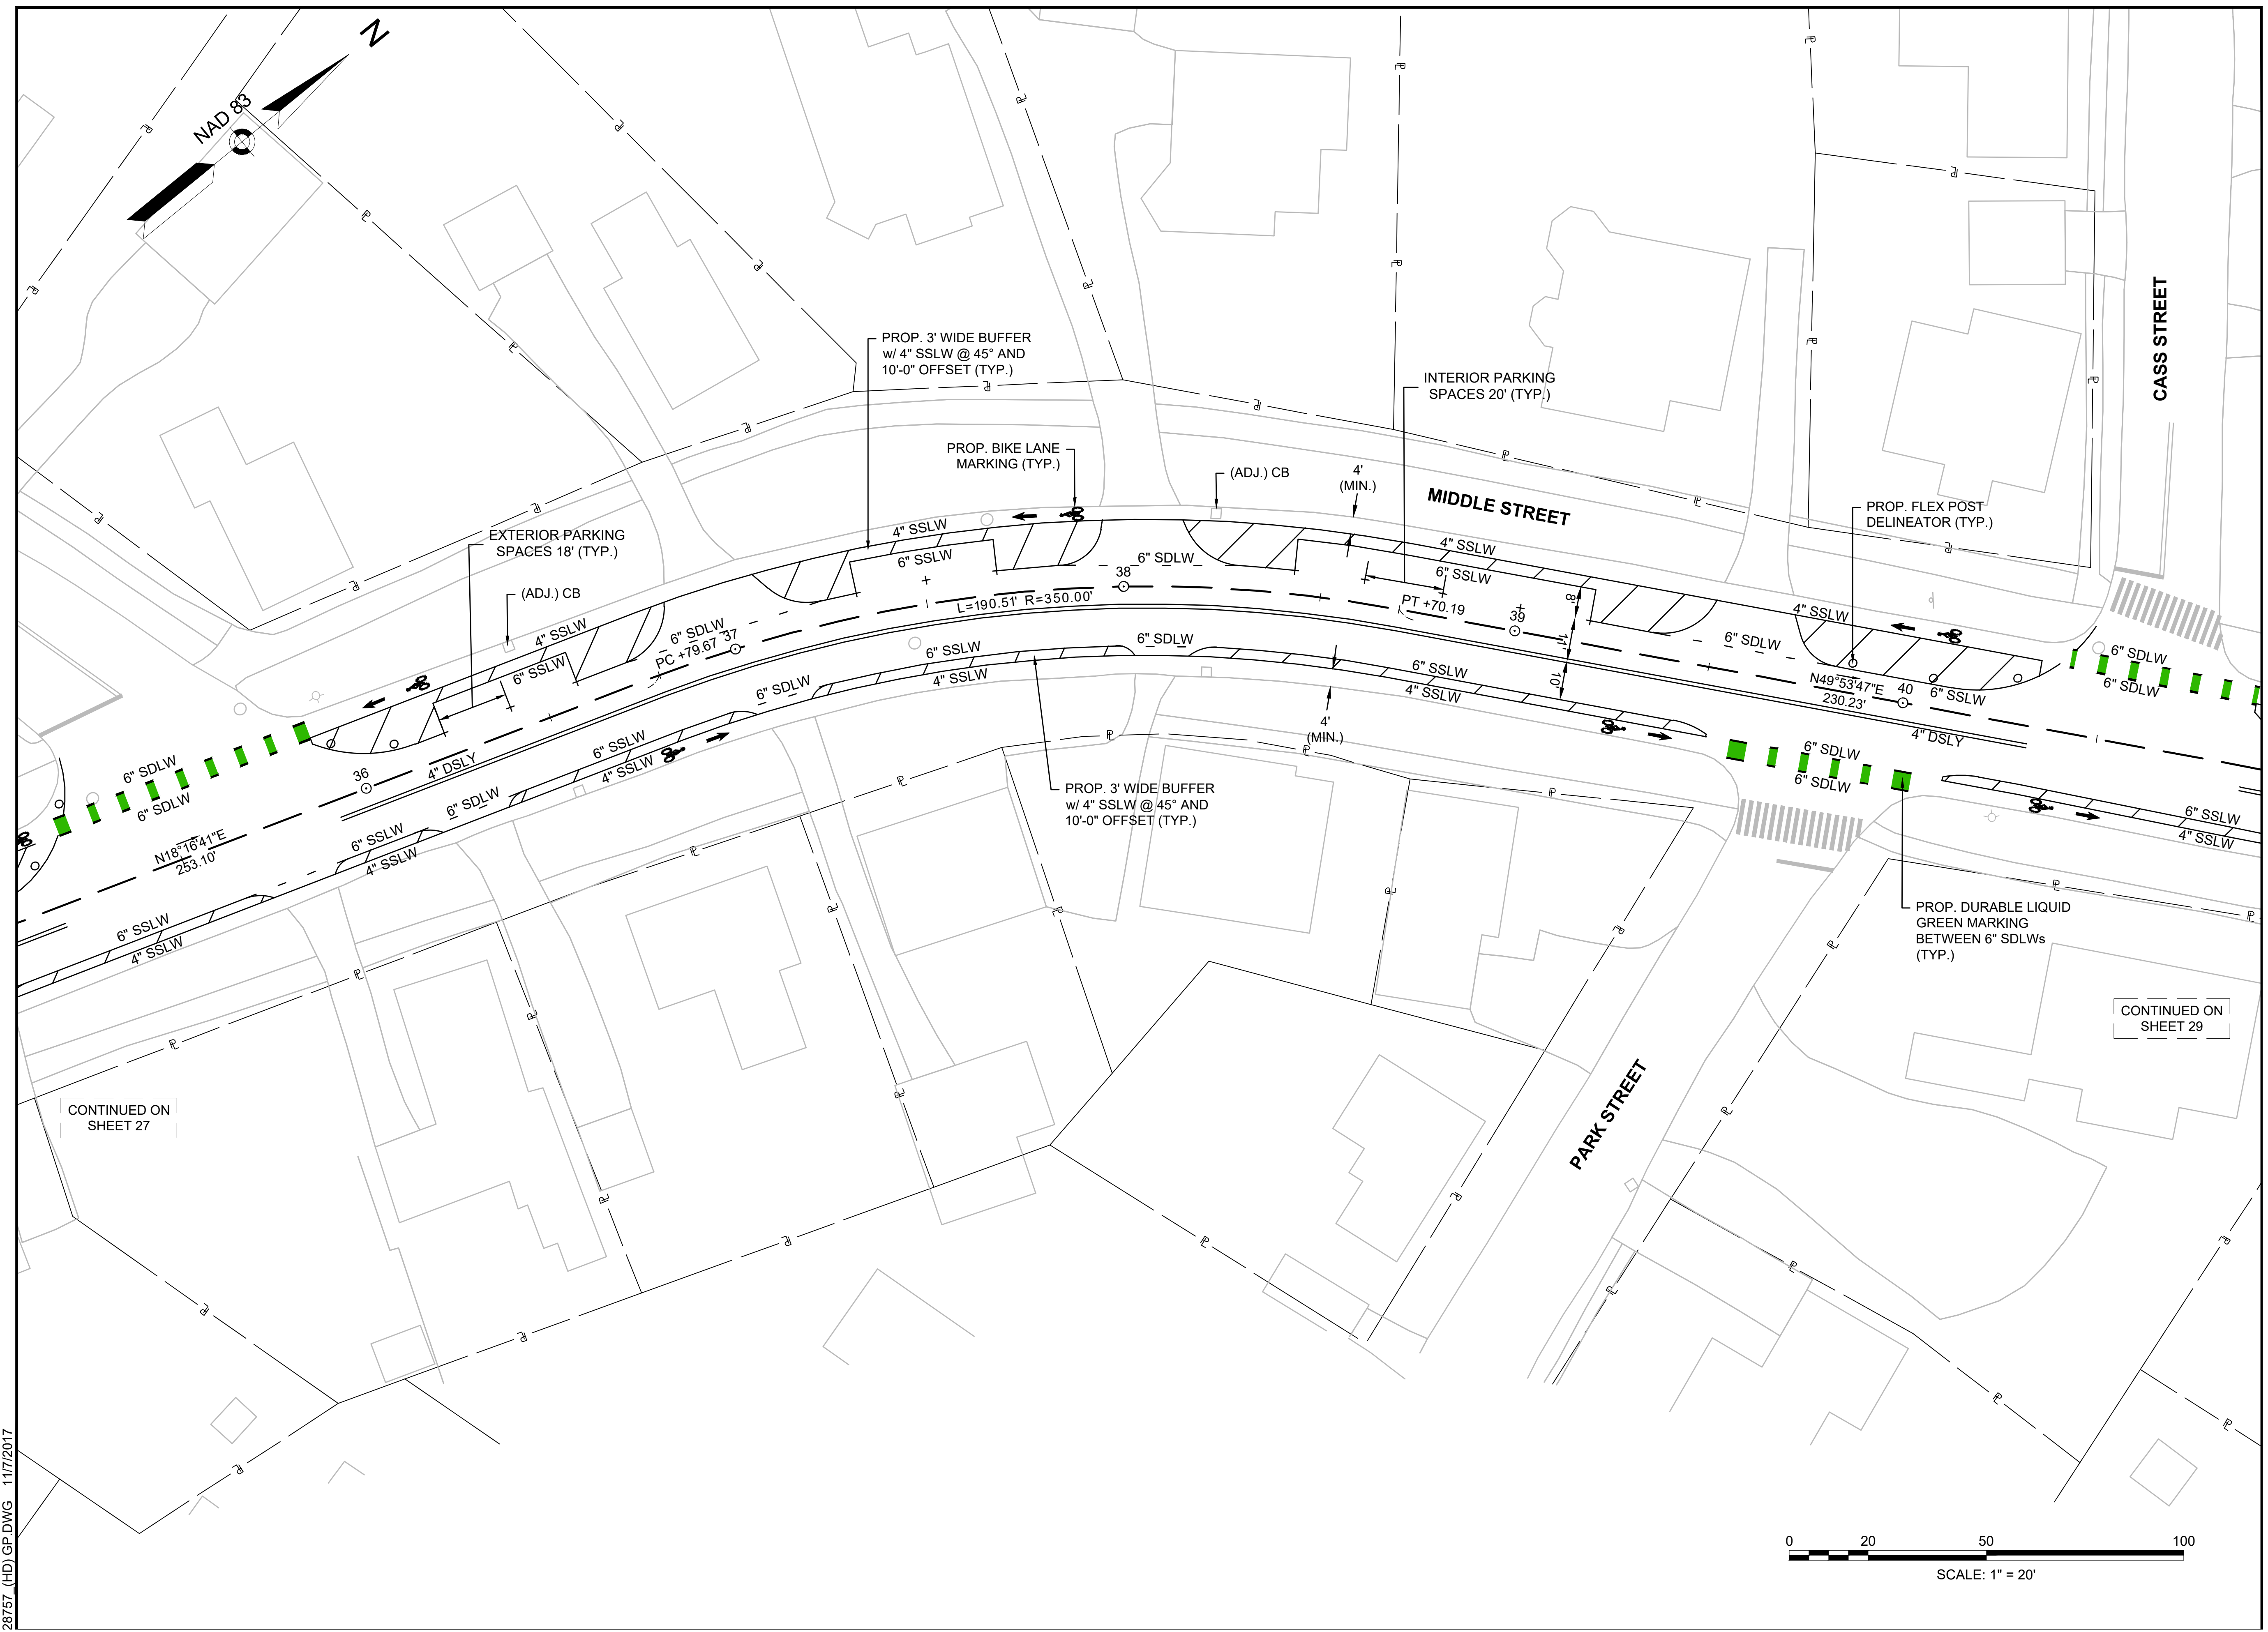 N
NAD 83
CASS STREET
PROP. 3' WIDE BUFFER
w/ 4" SSLW @ 45° AND
10'-0" OFFSET (TYP.)
INTERIOR PARKING
SPACES 20' (TYP.)
PROP. BIKE LANE
MARKING (TYP.)
(ADJ.) CB
4'
(MIN.)
MIDDLE STREET
PROP. FLEX POST
DELINEATOR (TYP.)
EXTERIOR PARKING
SPACES 18' (TYP.)
(ADJ.) CB
4" SSLW
6" SSLW
6" SDLW
38
4" SSLW
6" SSLW
L=190.51' R=350.00'
PT +70.19
39
8'
11'
10'
4" SSLW
6" SDLW
4" SSLW
6" SSLW
6" SDLW
PC +79.67
37
6" SDLW
6" SDLW
N49°53'47"E
230.23'
40
6" SSLW
4" DSLY
6" SSLW
4" SSLW
6" SDLW
6" SSLW
4" SSLW
6" SDLW
6" SSLW
4" SSLW
4'
(MIN.)
6" SDLW
6" SDLW
36
4" DSLY
6" SDLW
6" SDLW
6" SDLW
6" SSLW
4" SSLW
N18°16'41"E
253.10'
6" SSLW
4" SSLW
PROP. 3' WIDE BUFFER
w/ 4" SSLW @ 45° AND
10'-0" OFFSET (TYP.)
6" SSLW
4" SSLW
PROP. DURABLE LIQUID
GREEN MARKING
BETWEEN 6" SDLWs
(TYP.)
CONTINUED ON
SHEET 29
PARK STREET
CONTINUED ON
SHEET 27
0 20 50 100
SCALE: 1" = 20'
28757_(HD) GP.DWG 11/7/2017